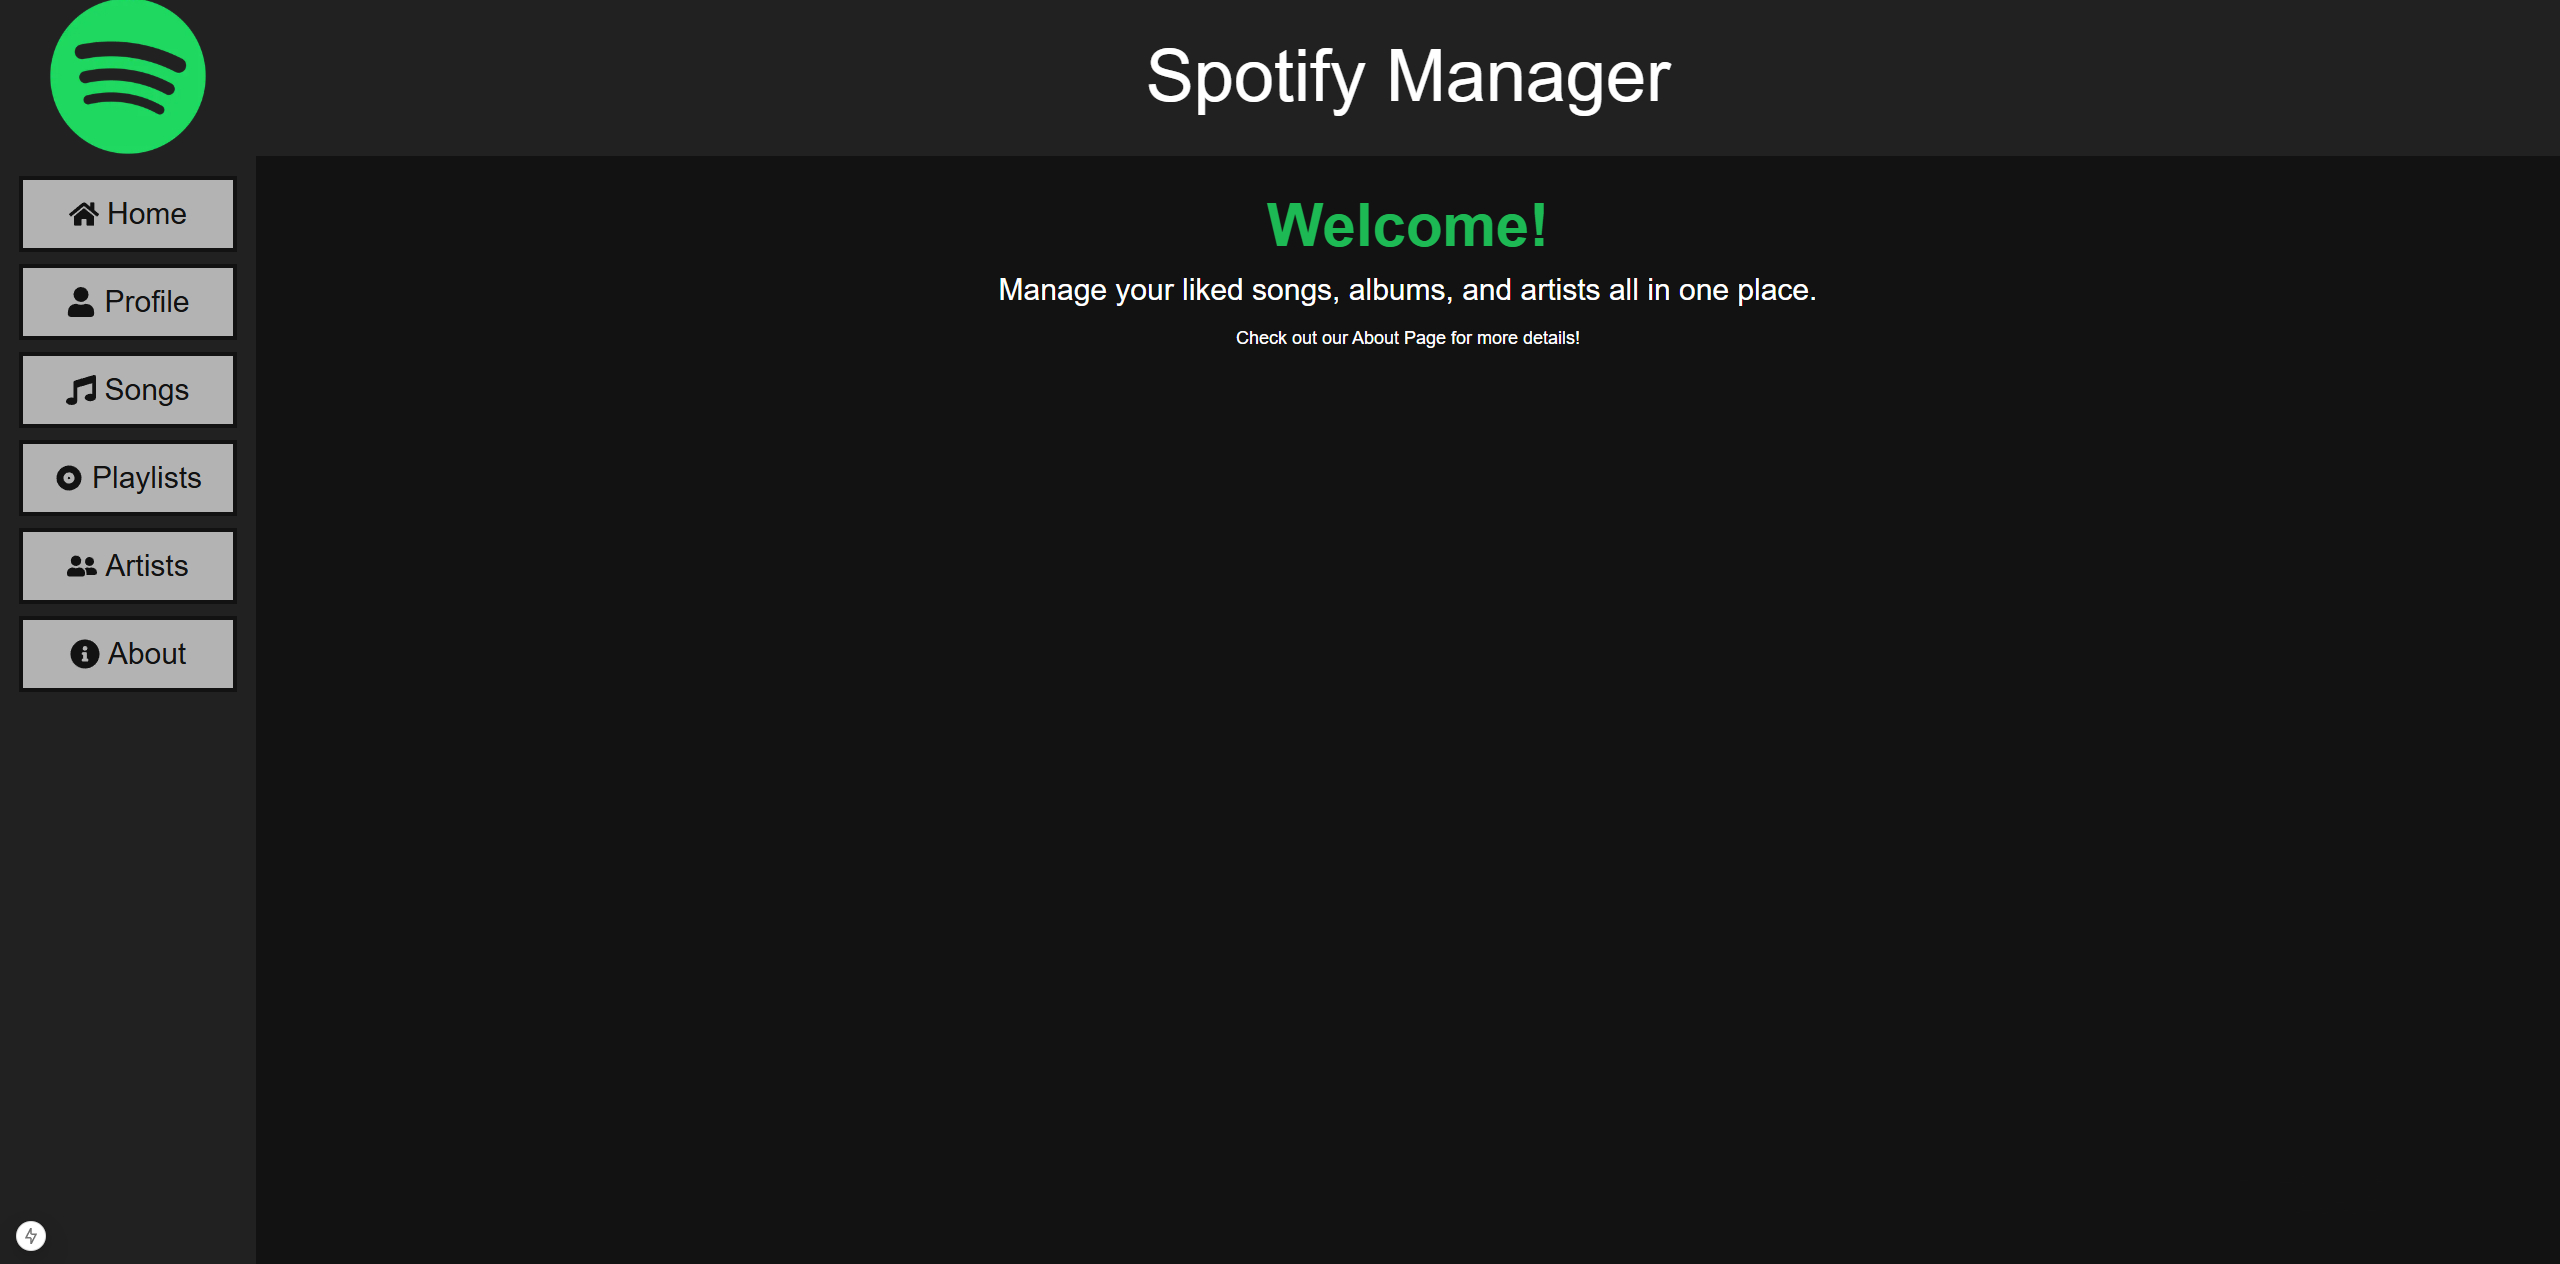 Spotify Manager
Home
Profile
Songs
Playlists
Artists
About
Welcome!
Manage your liked songs, albums, and artists all in one place.
Check out our About Page for more details!